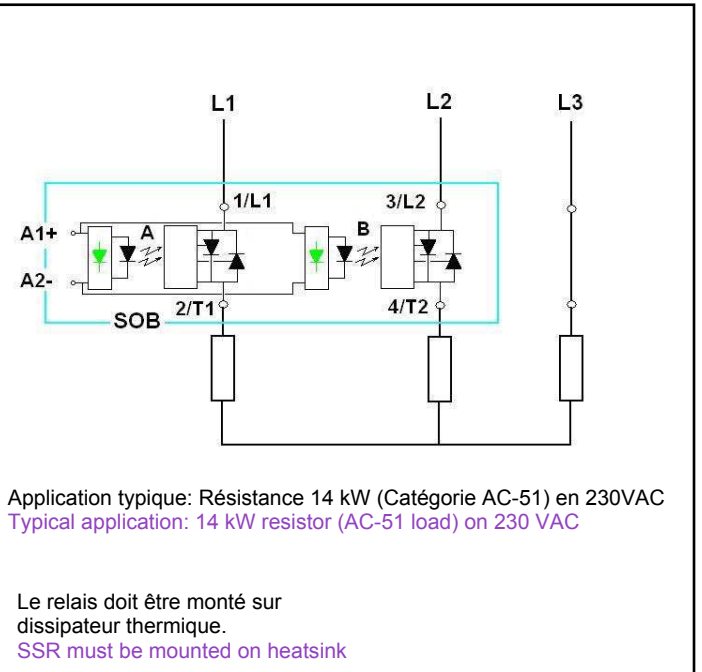 L1 L2 L3
1/L1 3/L2
A1+ A B
A2-
2/T1 4/T2
SOB
Application typique: Résistance 14 kW (Catégorie AC-51) en 230VAC
Typical application: 14 kW resistor (AC-51 load) on 230 VAC
Le relais doit être monté sur
dissipateur thermique.
SSR must be mounted on heatsink